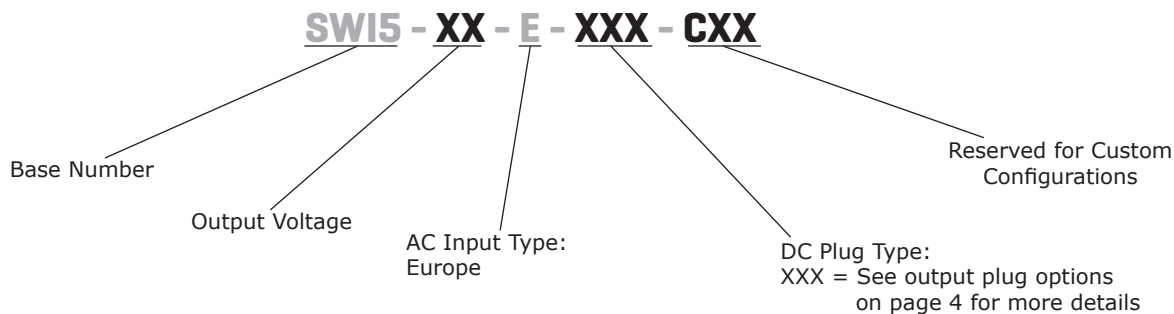 SWI5 - XX - E - XXX - CXX
Base Number
Output Voltage
AC Input Type:
Europe
DC Plug Type:
XXX = See output plug options
on page 4 for more details
Reserved for Custom
Configurations